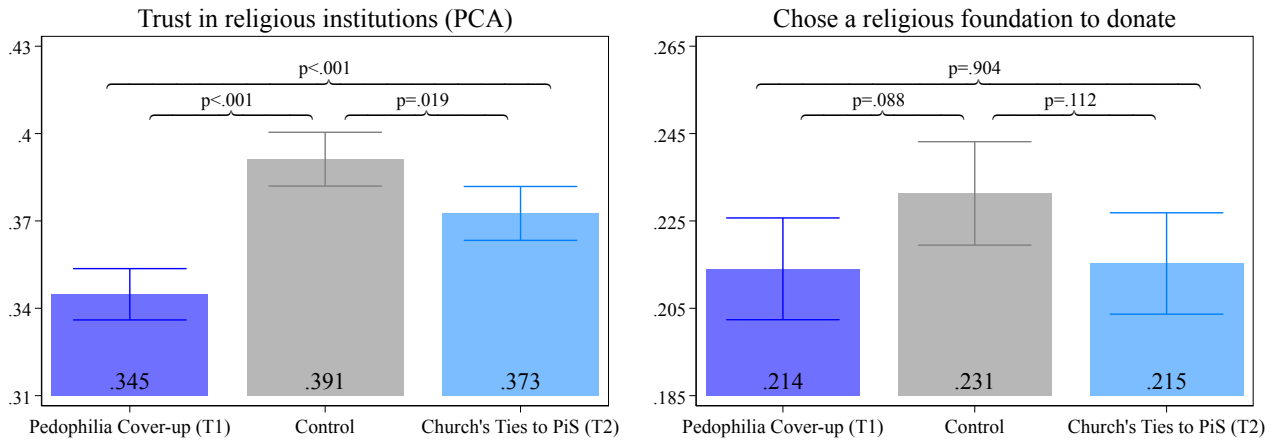 Trust in religious institutions (PCA)
.43
.4
.37
.34
.31
p<.001
p<.001
p=.019
.345
.391
.373
Pedophilia Cover-up (T1)
Control
Church's Ties to PiS (T2)
Chose a religious foundation to donate
.265
.245
.225
.205
.185
p=.904
p=.088
p=.112
.214
.231
.215
Pedophilia Cover-up (T1)
Control
Church's Ties to PiS (T2)